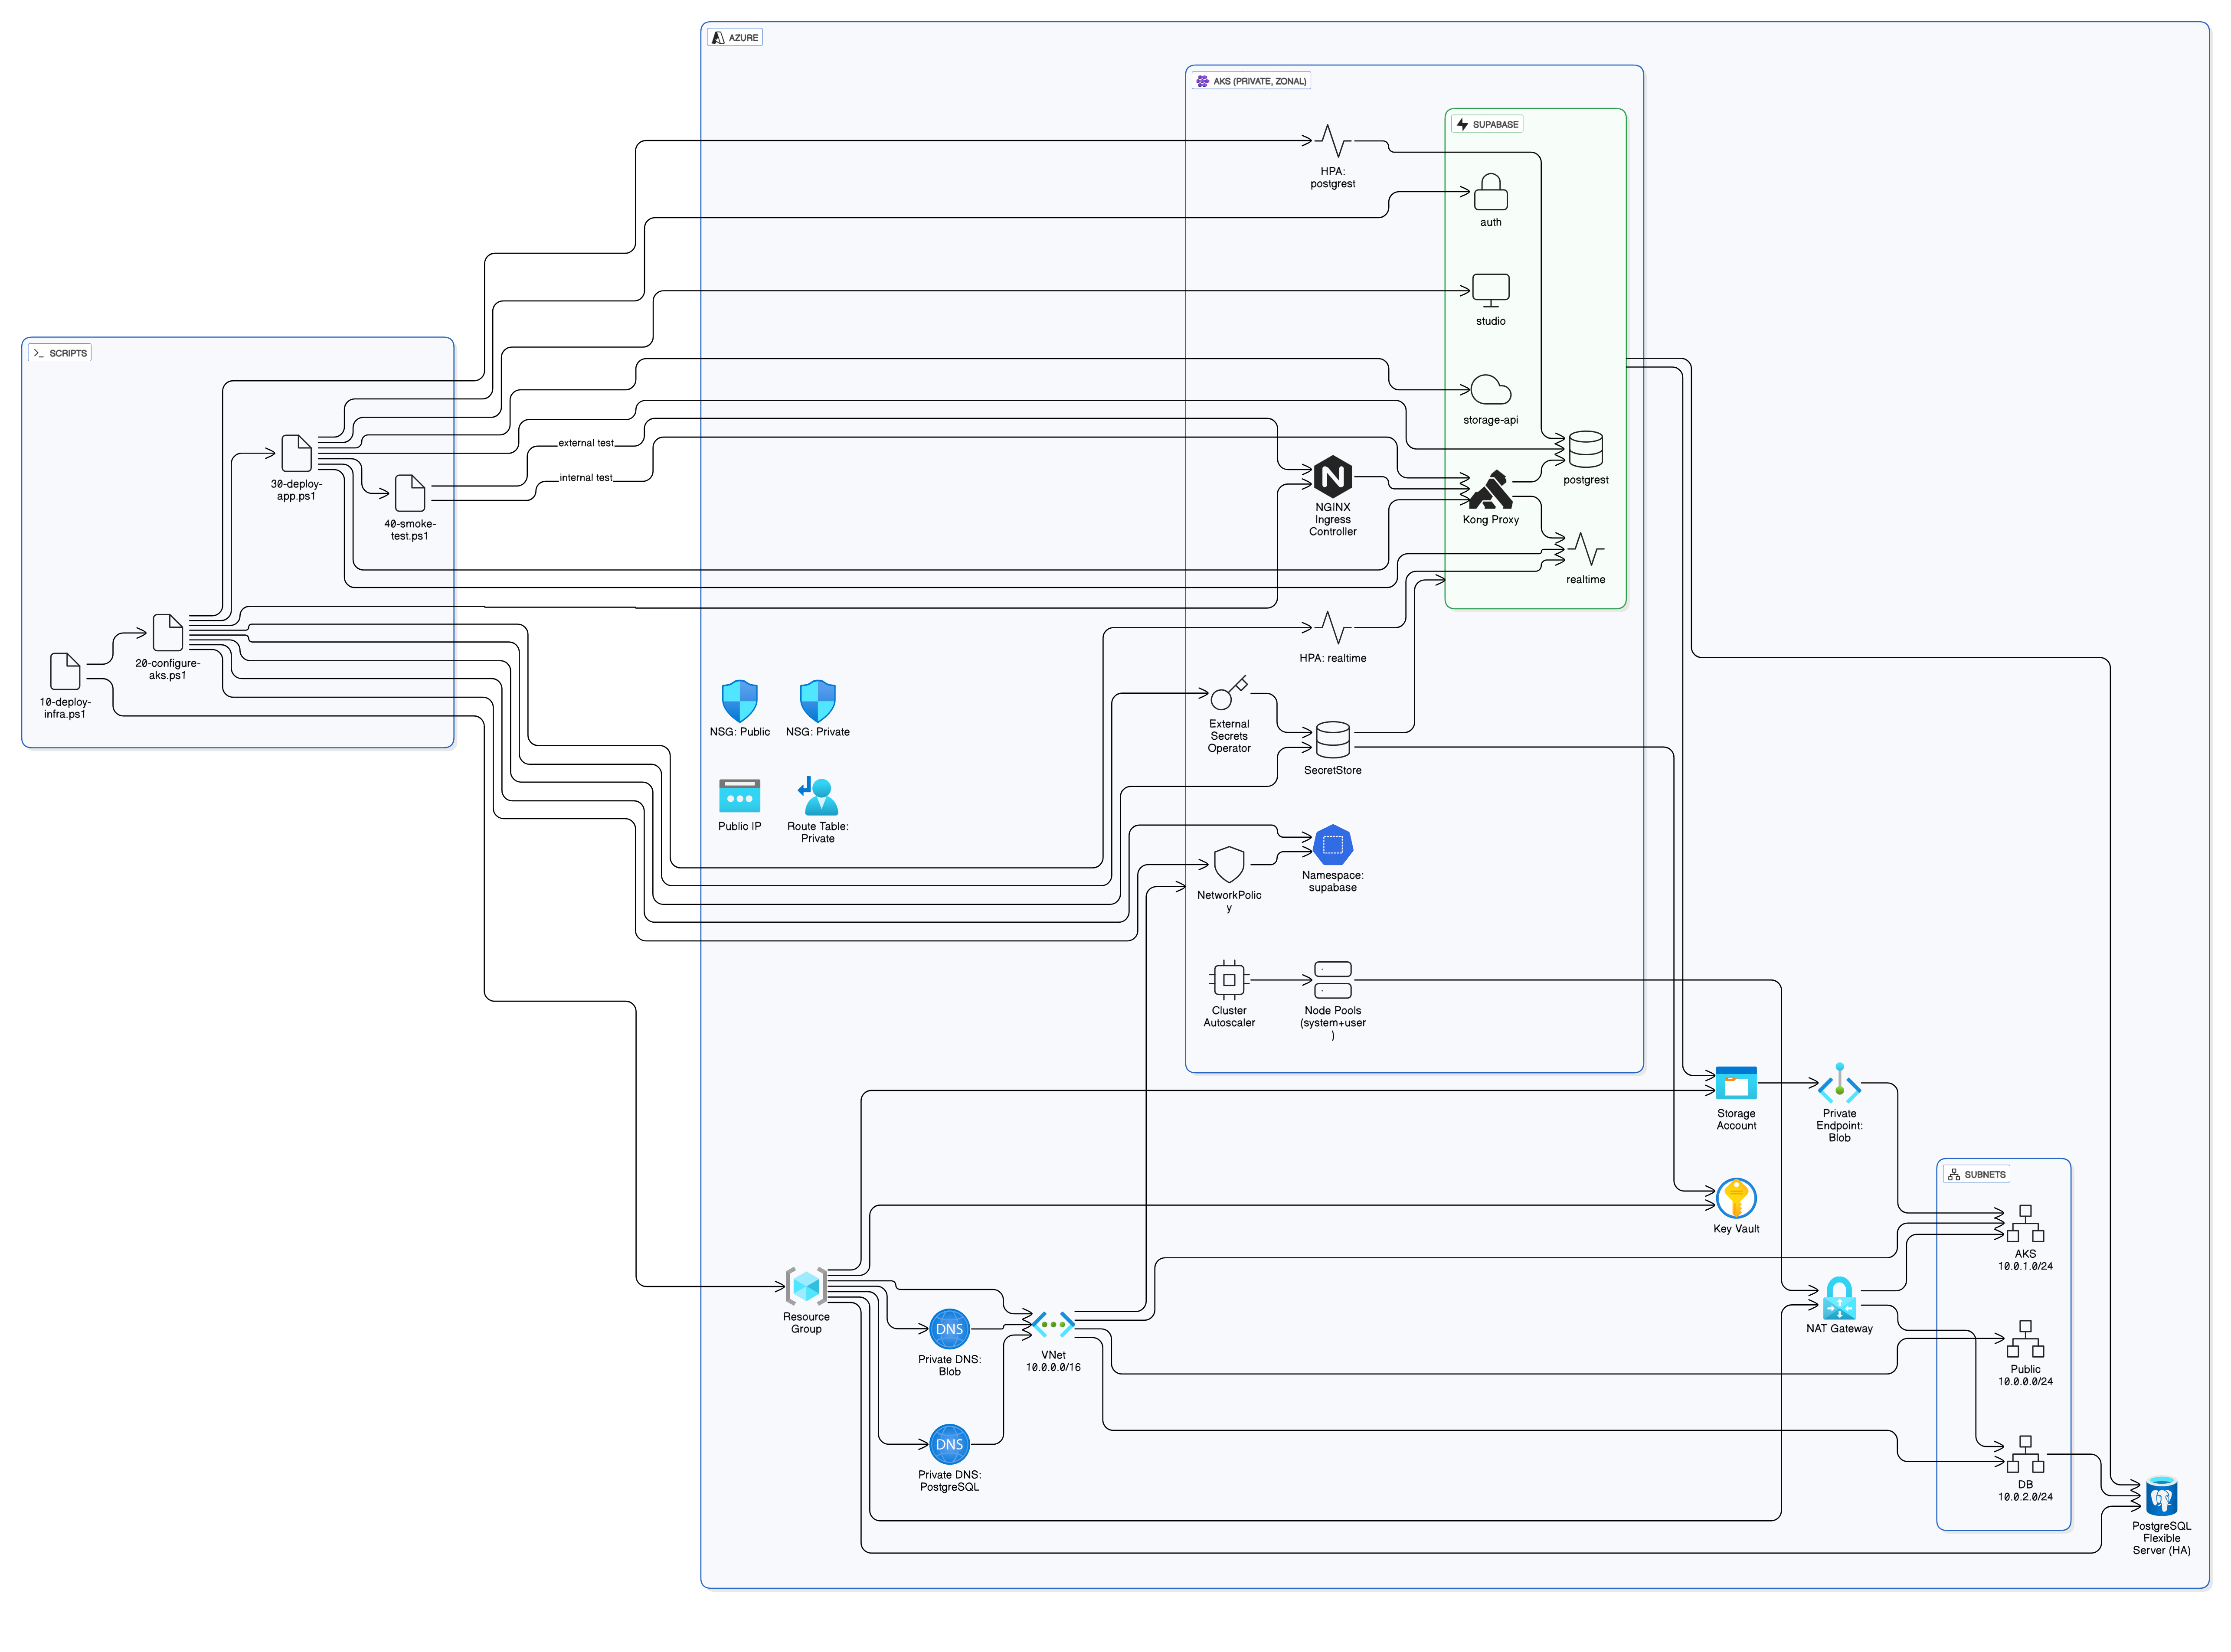 AZURE
AKS (PRIVATE, ZONAL)
SUPABASE
HPA:
postgrest
auth
studio
SCRIPTS
storage-api
external test
internal test
30-deploy-
app.ps1
40-smoke-
test.ps1
N
NGINX
Ingress
Controller
Kong Proxy
postgrest
realtime
20-configure-
aks.ps1
10-deploy-
infra.ps1
HPA: realtime
NSG: Public
NSG: Private
External
Secrets
Operator
SecretStore
Public IP
Route Table:
Private
NetworkPolic
y
Namespace:
supabase
Cluster
Autoscaler
Node Pools
(system+user
)
Storage
Account
Private
Endpoint:
Blob
SUBNETS
Key Vault
AKS
10.0.1.0/24
Resource
Group
DNS
Private DNS:
Blob
VNet
10.0.0.0/16
NAT Gateway
Public
10.0.0.0/24
DNS
Private DNS:
PostgreSQL
DB
10.0.2.0/24
PostgreSQL
Flexible
Server (HA)